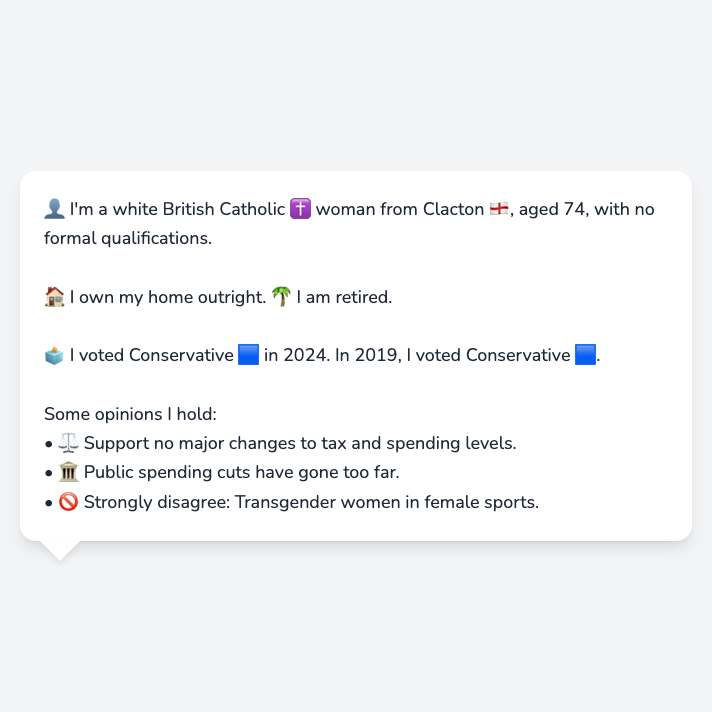 👤 I'm a white British Catholic ✝️ woman from Clacton 🏴󠁧󠁢󠁥󠁮󠁧󠁿, aged 74, with no
formal qualifications.
🏠 I own my home outright. 🌴 I am retired.
🗳️ I voted Conservative 🟦 in 2024. In 2019, I voted Conservative 🟦.
Some opinions I hold:
• ⚖️ Support no major changes to tax and spending levels.
• 🏛️ Public spending cuts have gone too far.
• 🚫 Strongly disagree: Transgender women in female sports.